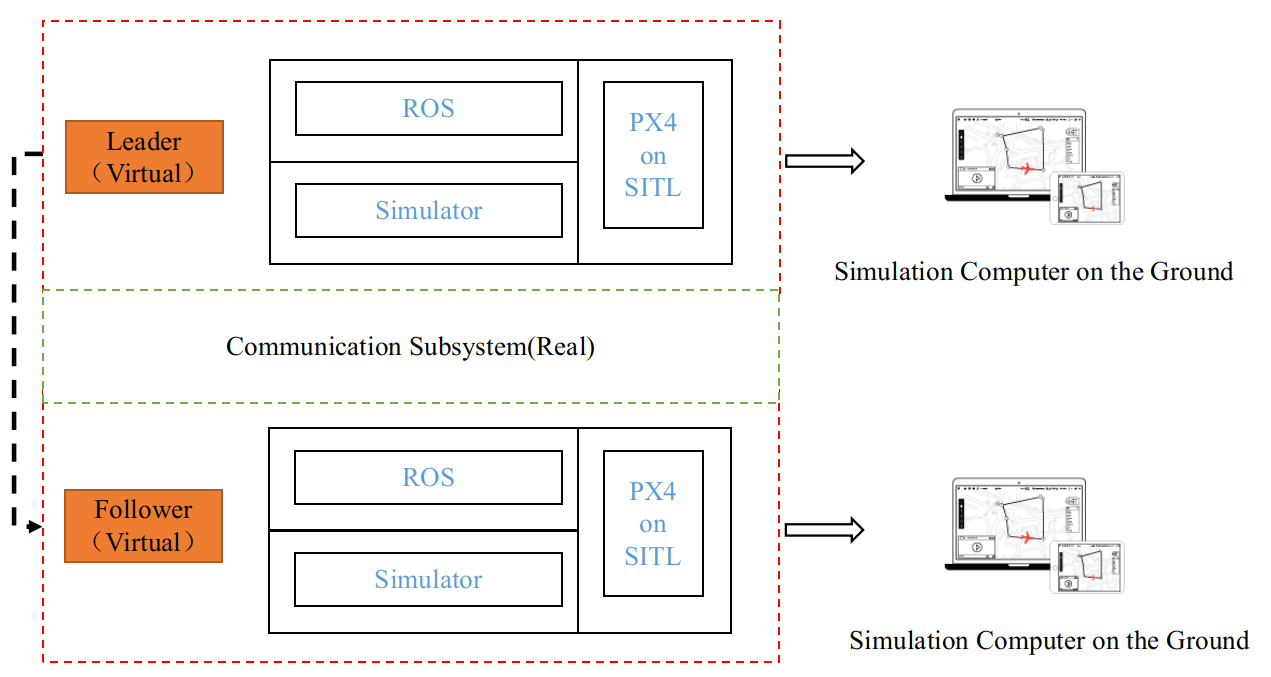 Leader
（Virtual）
ROS
Simulator
PX4
on
SITL
Simulation Computer on the Ground
Communication Subsystem(Real)
Follower
（Virtual）
ROS
Simulator
PX4
on
SITL
Simulation Computer on the Ground